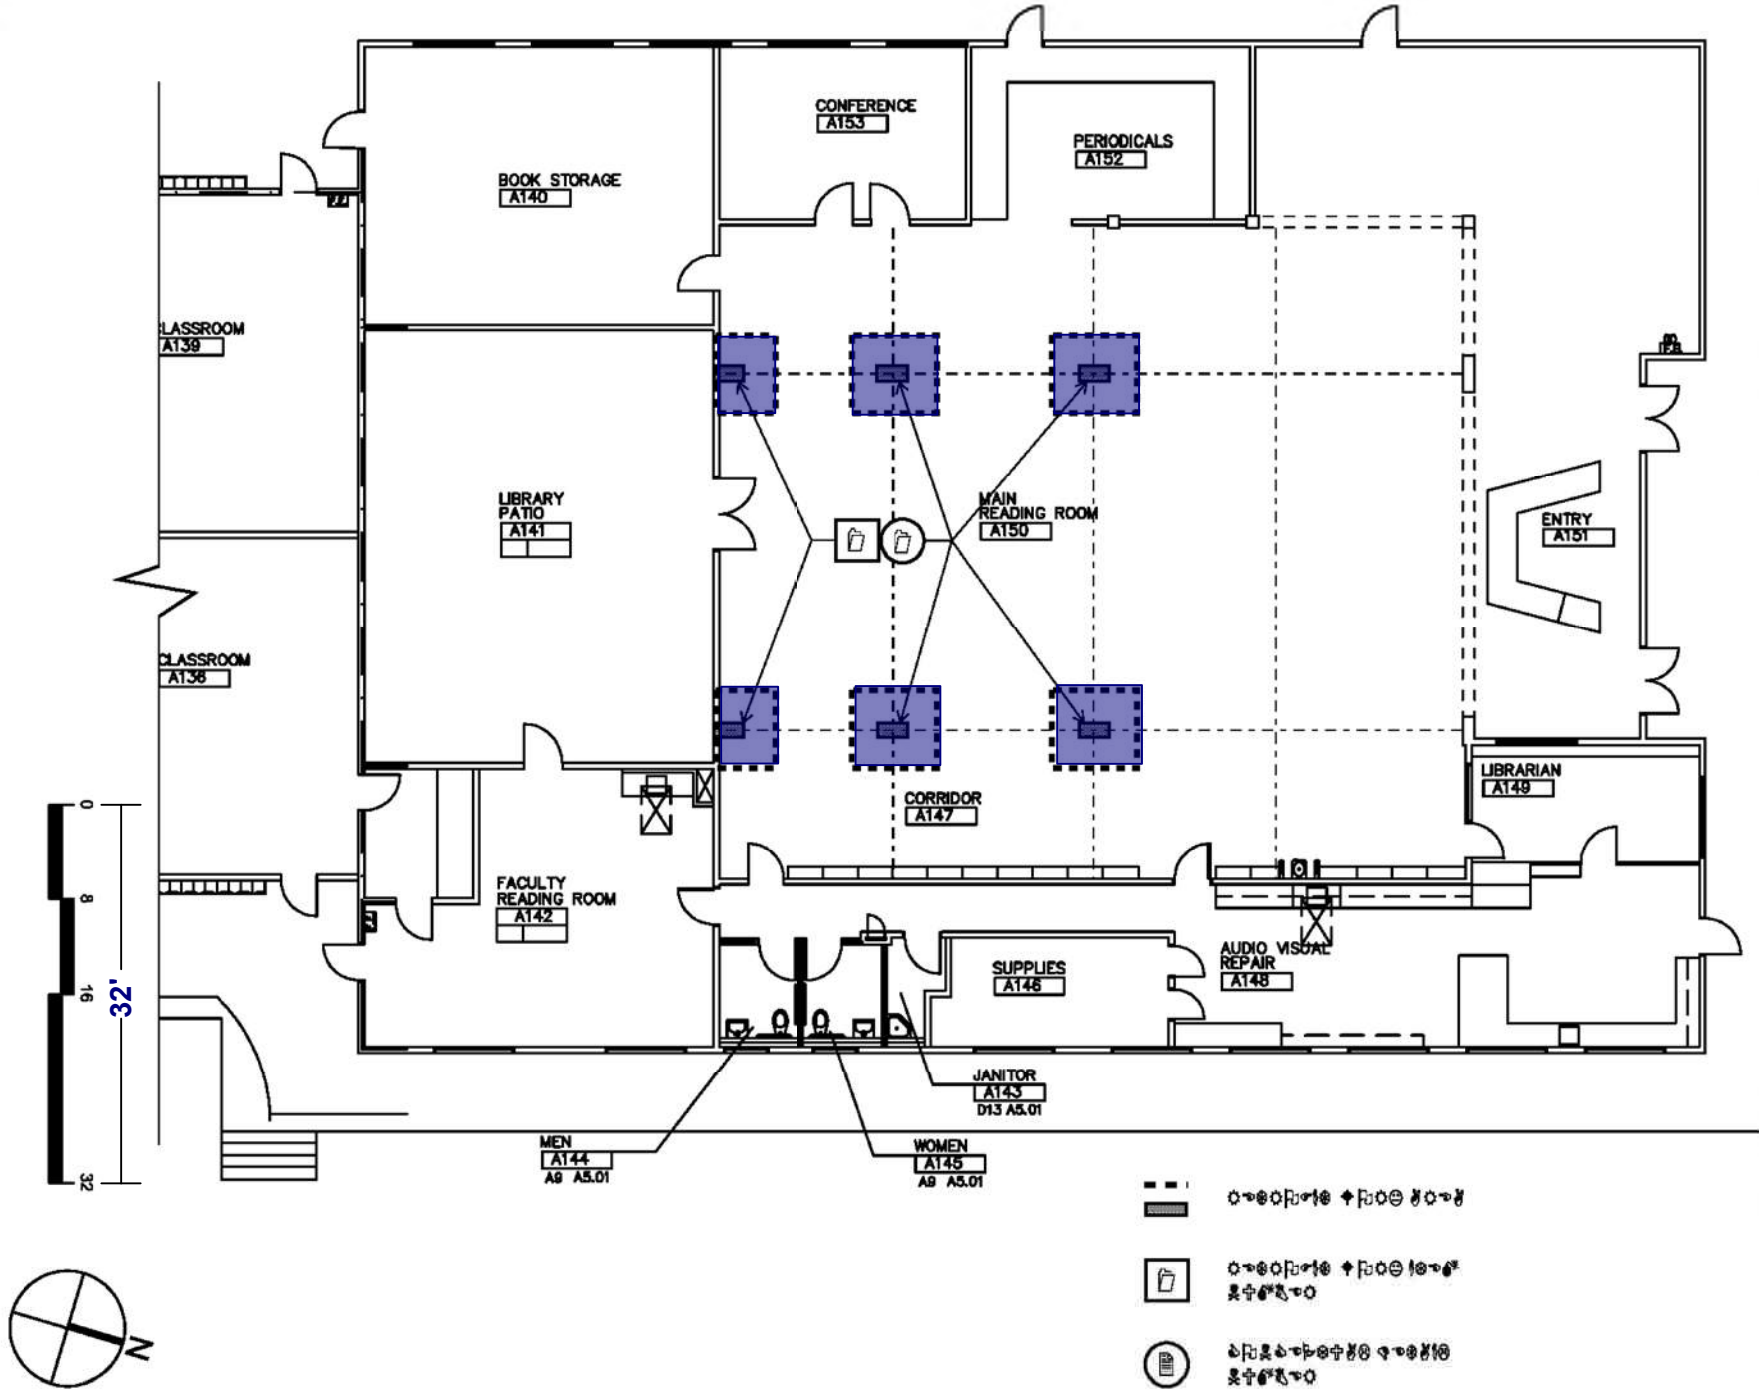 CONFERENCE
A153
PERIODICALS
A152
BOOK STORAGE
A140
LASSROOM
A139
LIBRARY
PATIO
A141
MAIN
READING ROOM
A150
ENTRY
A151
CLASSROOM
A136
LIBRARIAN
A149
CORRIDOR
A147
0
8
16
32
32'
FACULTY
READING ROOM
A142
SUPPLIES
A146
AUDIO VISUAL
REPAIR
A148
JANITOR
A143
D13 A5.01
MEN
A144
A9 A5.01
WOMEN
A145
A9 A5.01
N